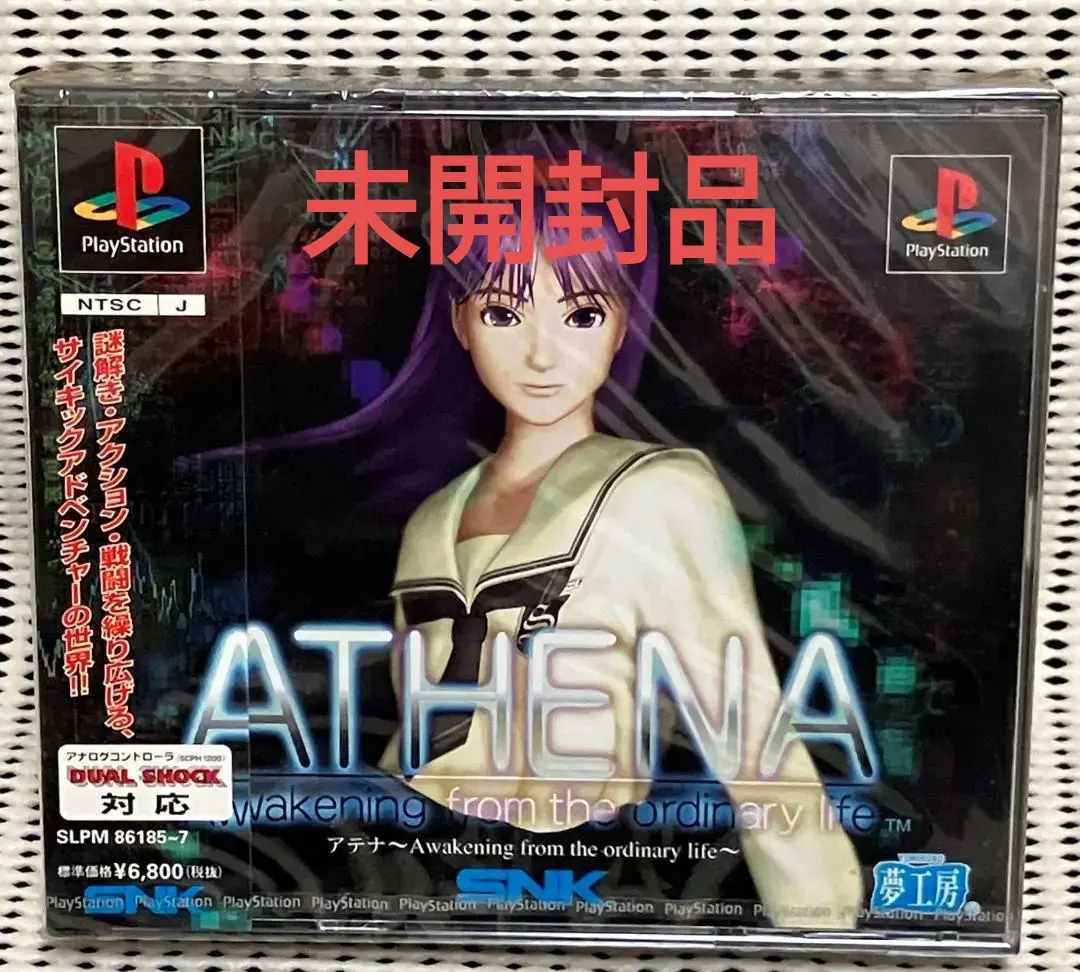 未開封品
PlayStation
PlayStation
NTSC J
謎解き・アクション・戦闘を繰り広げる、
サイキックアドベンチャーの世界!!
ATHENA
Awakening from the ordinary life™
アテナ〜Awakening from the ordinary life〜
アナログコントローラ(SCPH 1200)
DUAL SHOCK
対応
SLPM 86185~7
標準価格¥6,800(税抜)
SNK
SNK
夢工房
PlayStation PlayStation PlayStation PlayStation PlayStation PlayStation PlayStation PlayStation PlayStation PlayStation PlayStation